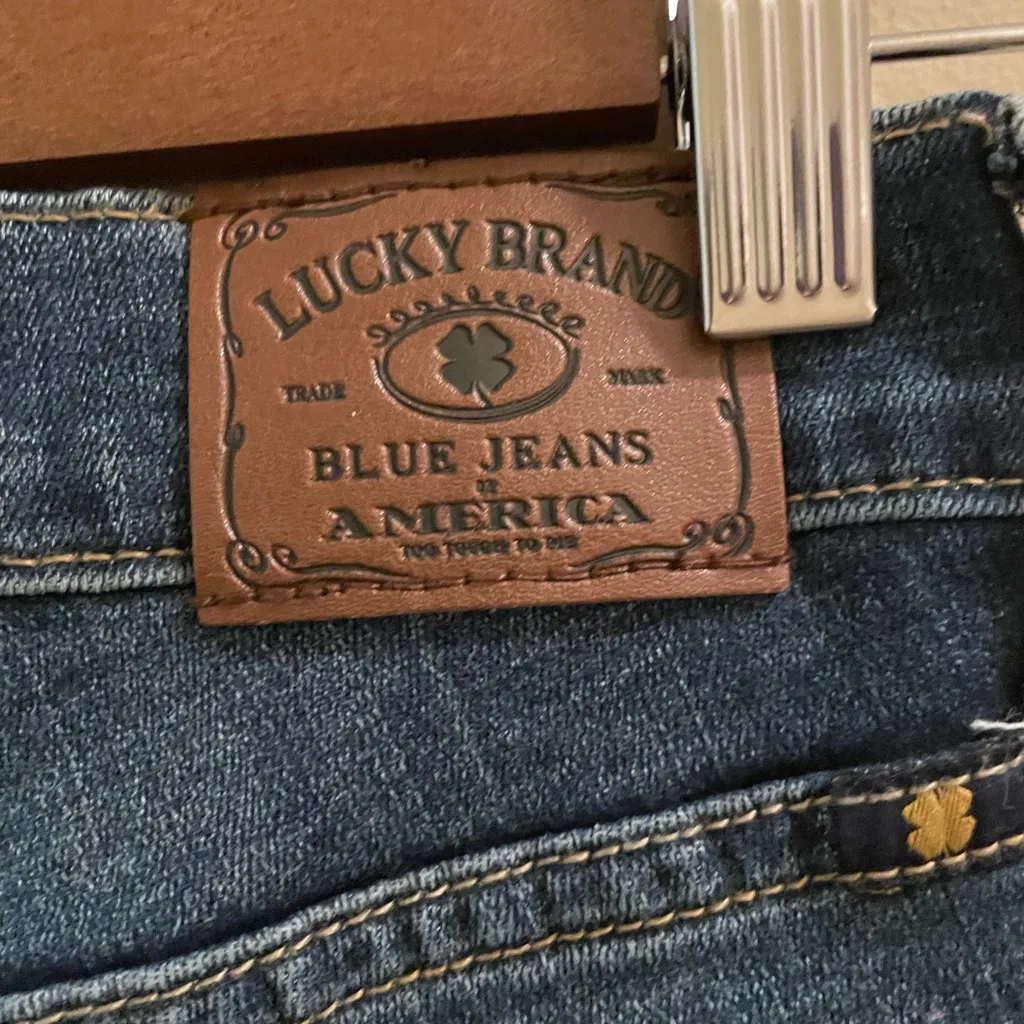 LUCKY BRAND
TRADE MARK
BLUE JEANS
AMERICA
TOO TOUGH TO DIE